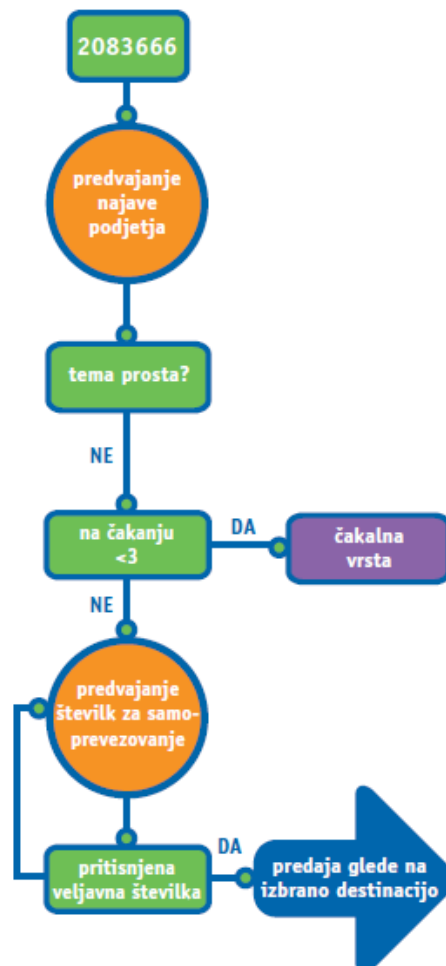 2083666
predvajanje
najave
podjetja
tema prosta?
NE
na čakanju
<3
DA
čakalna
vrsta
NE
predvajanje
številk za samo-
prevezovanje
pritisnjena
veljavna številka
DA
predaja glede na
izbrano destinacijo